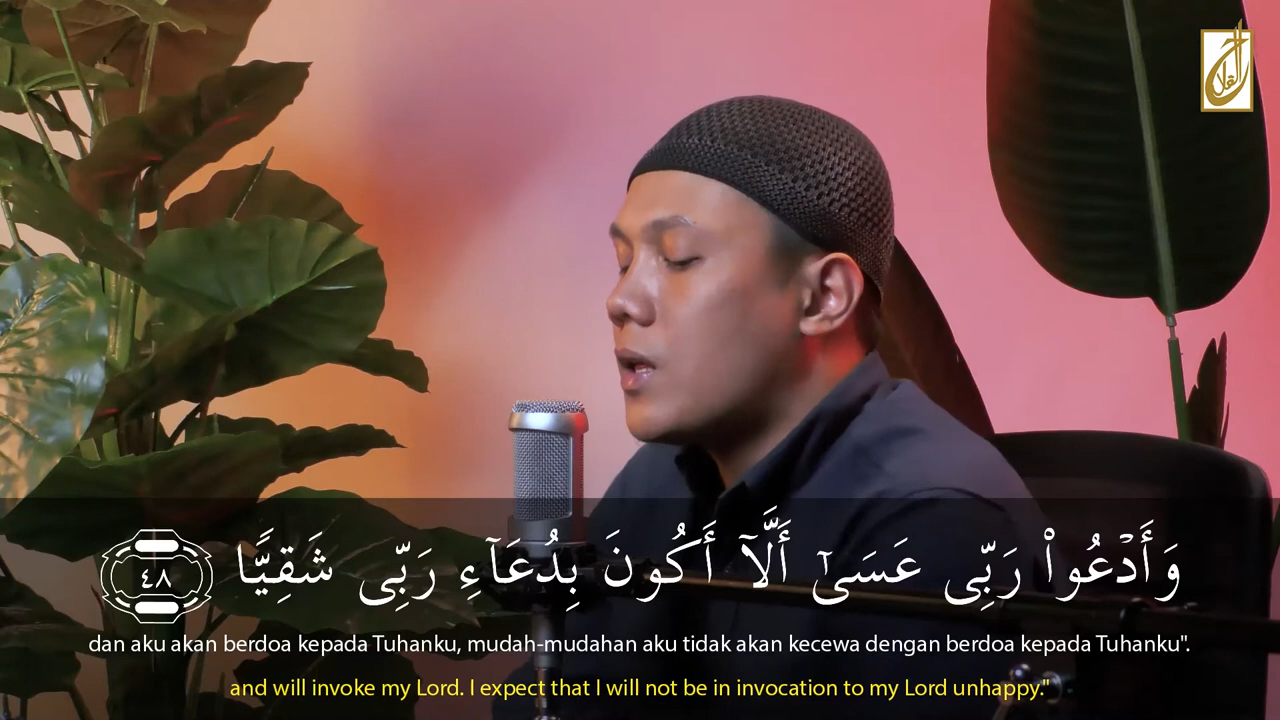 العلا
وَأَدۡعُواْ رَبِّى عَسَىٰٓ أَلَّآ أَكُونَ بِدُعَآءِ رَبِّى شَقِيًّا ٤٨
dan aku akan berdoa kepada Tuhanku, mudah-mudahan aku tidak akan kecewa dengan berdoa kepada Tuhanku".
and will invoke my Lord. I expect that I will not be in invocation to my Lord unhappy."